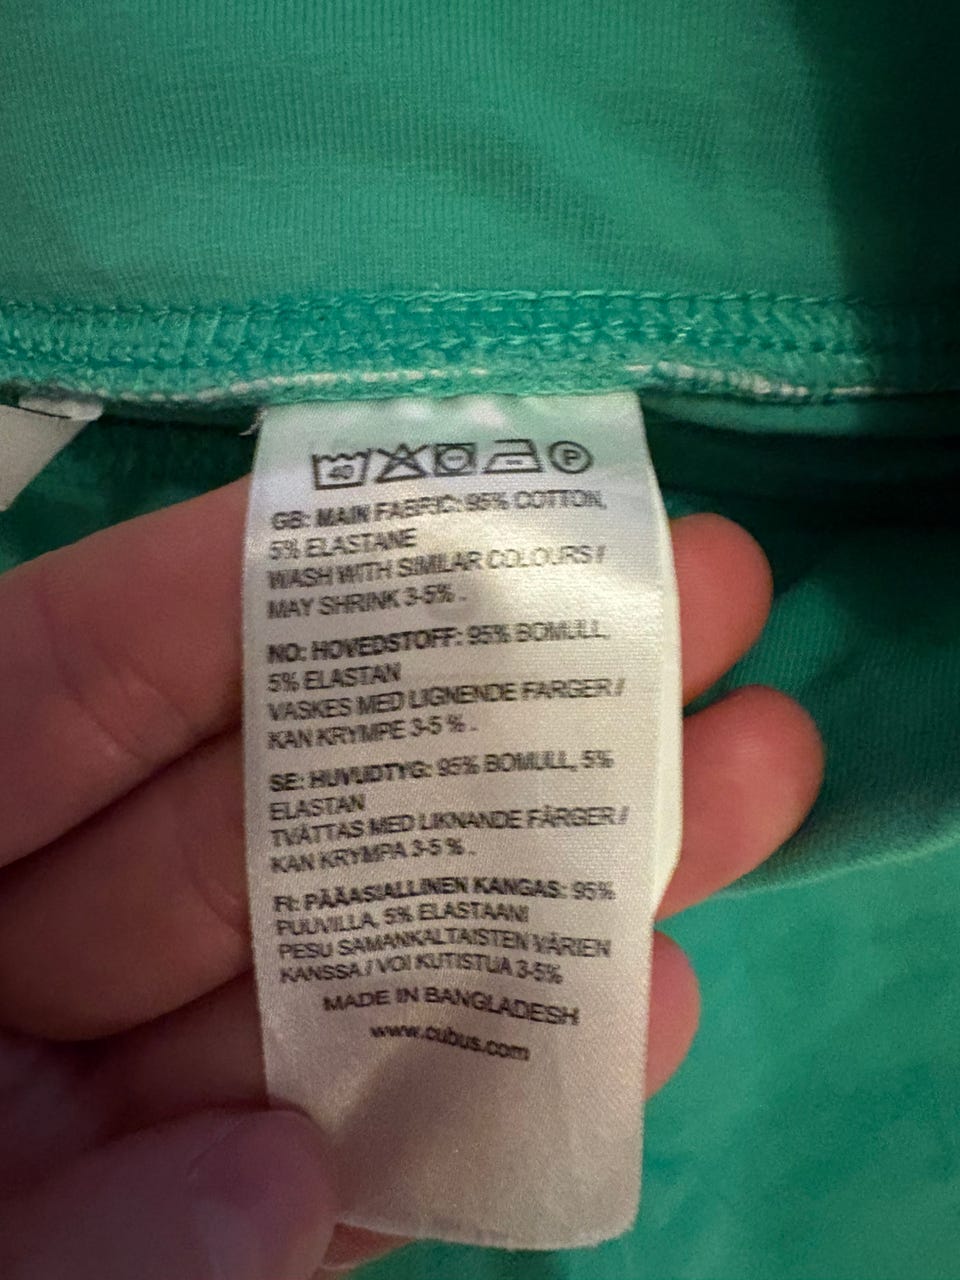 40 P
GB: MAIN FABRIC: 95% COTTON,
5% ELASTANE
WASH WITH SIMILAR COLOURS /
MAY SHRINK 3-5% .
NO: HOVEDSTOFF: 95% BOMULL,
5% ELASTAN
VASKES MED LIGNENDE FARGER /
KAN KRYMPE 3-5 % .
SE: HUVUDTYG: 95% BOMULL, 5%
ELASTAN
TVÄTTAS MED LIKNANDE FÄRGER /
KAN KRYMPA 3-5 % .
FI: PÄÄASIALLINEN KANGAS: 95%
PUUVILLA, 5% ELASTAANI
PESU SAMANKALTAISTEN VÄRIEN
KANSSA / VOI KUTISTUA 3-5%
MADE IN BANGLADESH
www.cubus.com